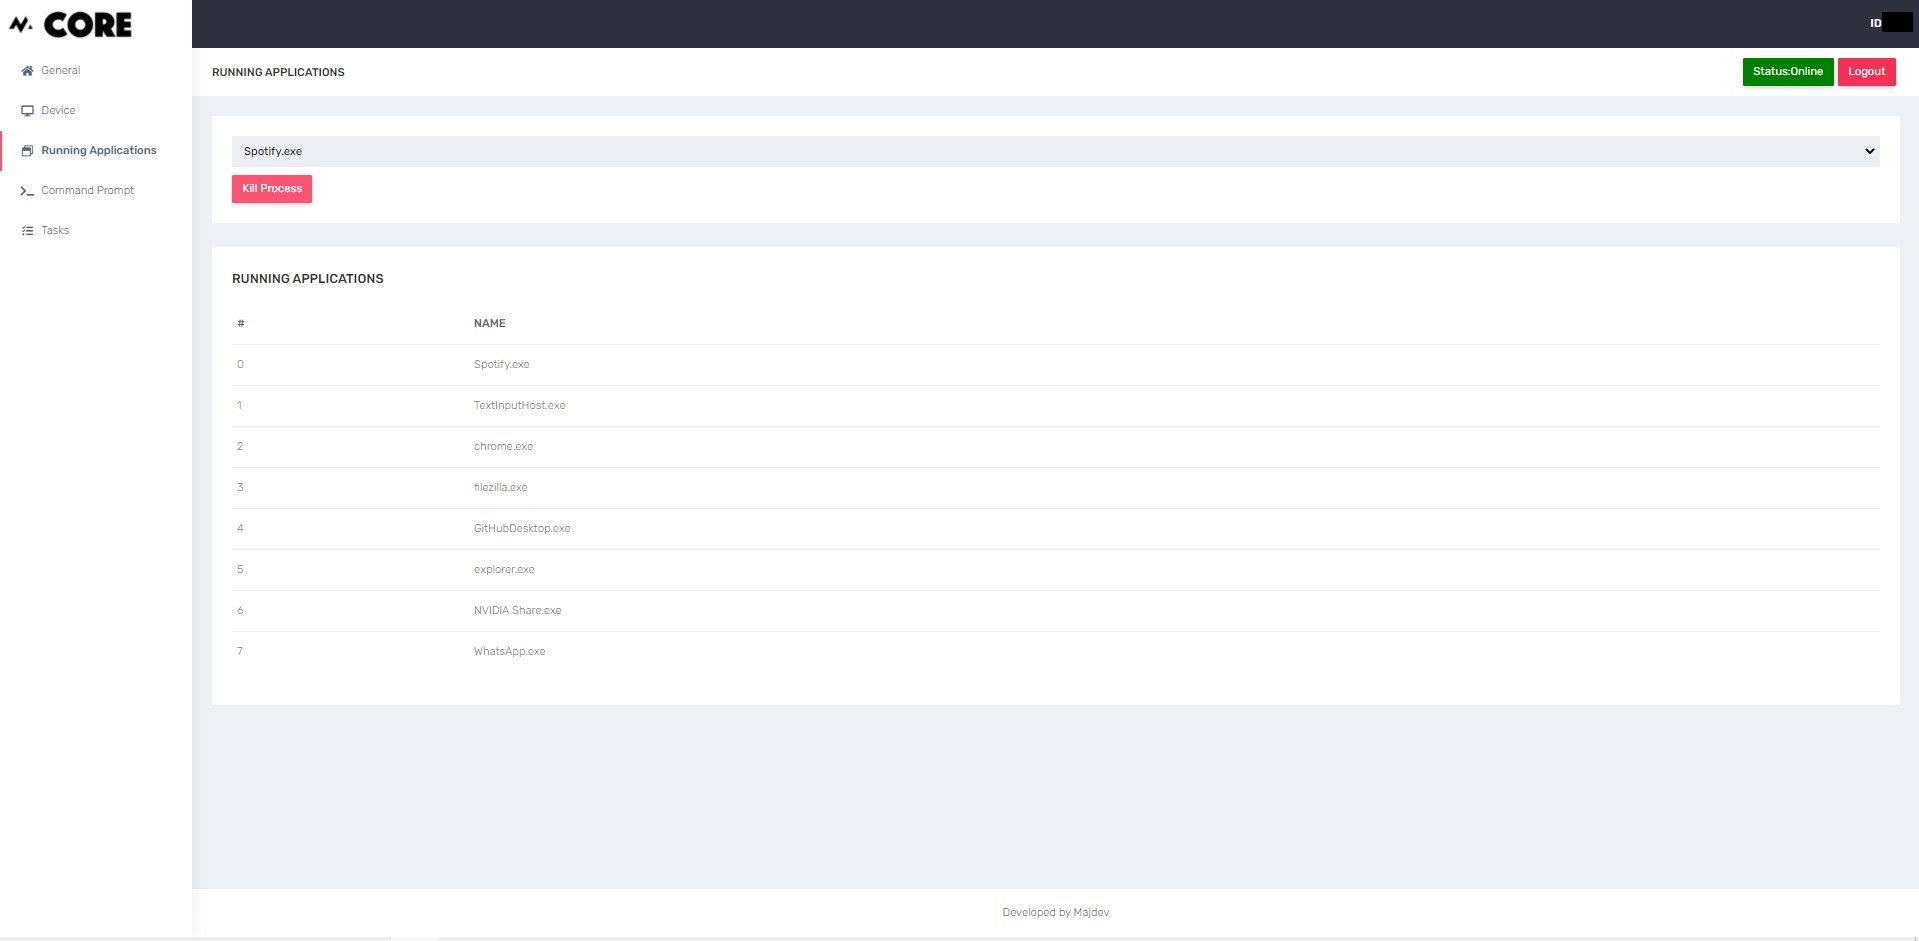 CORE
ID
General
Device
Running Applications
Command Prompt
Tasks
RUNNING APPLICATIONS
Status:Online
Logout
Spotify.exe
Kill Process
RUNNING APPLICATIONS
# NAME
0 Spotify.exe
1 TextInputHost.exe
2 chrome.exe
3 filezilla.exe
4 GitHubDesktop.exe
5 explorer.exe
6 NVIDIA Share.exe
7 WhatsApp.exe
Developed by Majdev